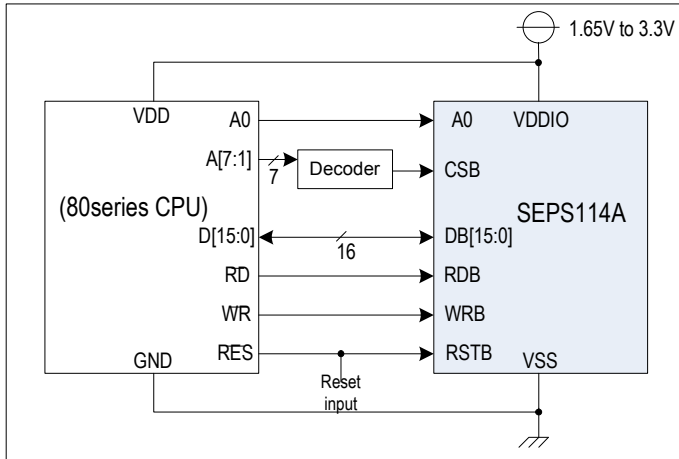 1.65V to 3.3V
VDD A0 A0 VDDIO
A[7:1] 7 Decoder CSB
(80series CPU) SEPS114A
D[15:0] 16 DB[15:0]
RD RDB
WR WRB
RES RSTB
GND Reset input VSS